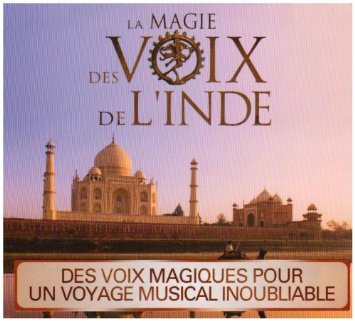 LA MAGIE
DES VOIX
DE L'INDE
DES VOIX MAGIQUES POUR
UN VOYAGE MUSICAL INOUBLIABLE